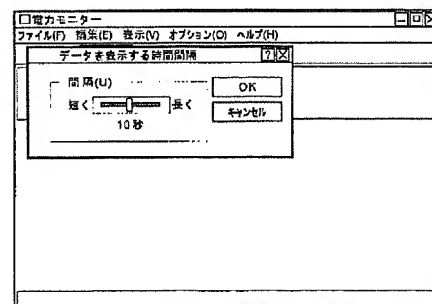 電力モニター
ファイル(F) 編集(E) 表示(V) オプション(O) ヘルプ(H)
データを表示する時間間隔
間隔(U)
短く 長く
10秒
OK
キャンセル